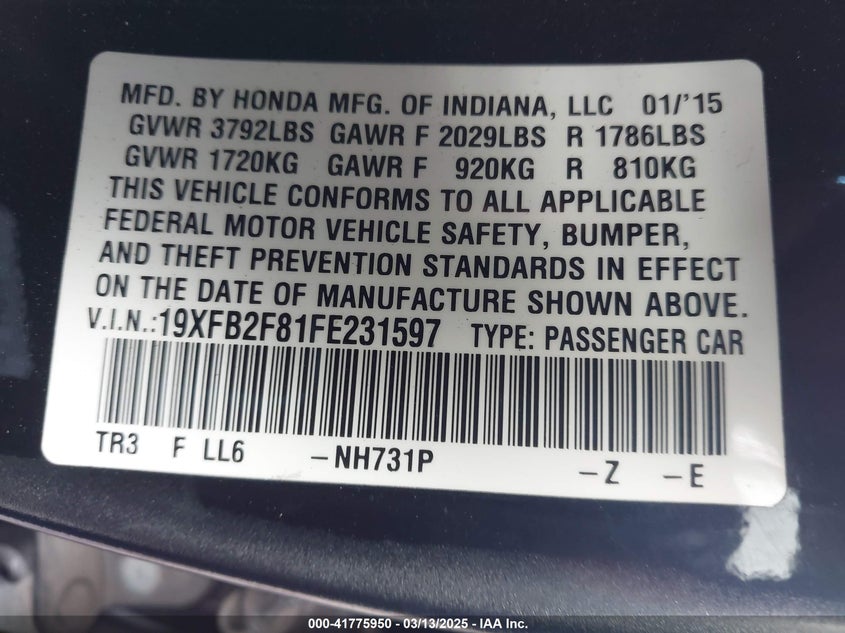 MFD. BY HONDA MFG. OF INDIANA, LLC 01/'15
GVWR 3792LBS GAWR F 2029LBS R 1786LBS
GVWR 1720KG GAWR F 920KG R 810KG
THIS VEHICLE CONFORMS TO ALL APPLICABLE
FEDERAL MOTOR VEHICLE SAFETY, BUMPER,
AND THEFT PREVENTION STANDARDS IN EFFECT
ON THE DATE OF MANUFACTURE SHOWN ABOVE.
V.I.N.:19XFB2F81FE231597 TYPE: PASSENGER CAR
TR3 F LL6 –NH731P –Z –E
000-41775950 - 03/13/2025 - IAA Inc.